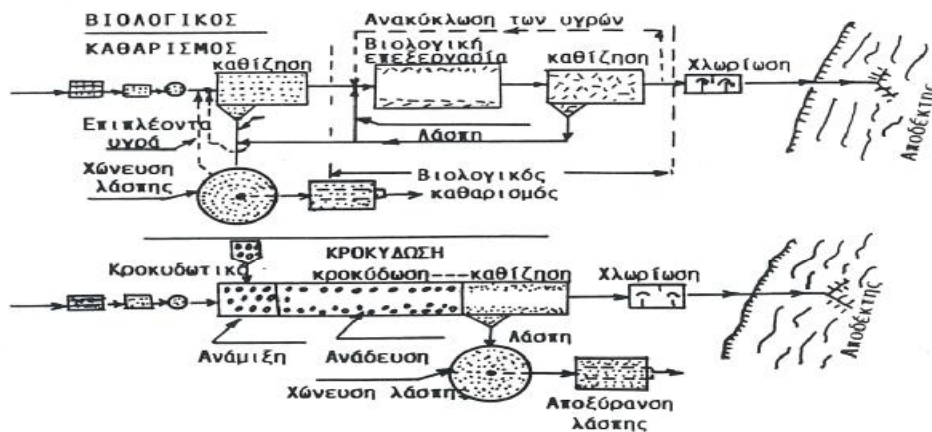 ΒΙΟΛΟΓΙΚΟΣ
ΚΑΘΑΡΙΣΜΟΣ
Ανακύκλωση των υγρών
καθίζηση
Βιολογική
επεξεργασία
καθίζηση
Χλωρίωση
Επιπλέοντα
υγρά
Λάσπη
Αποδέκτης
Χώνευση
λάσπης
Βιολογικός
καθαρισμός
ΚΡΟΚΥΔΩΣΗ
Κροκυδωτικά
κροκύδωση---καθίζηση
Χλωρίωση
Ανάμιξη
Ανάδευση
Λάσπη
Αποδέκτης
Χώνευση λάσπης
Αποξύρανση
λάσπης